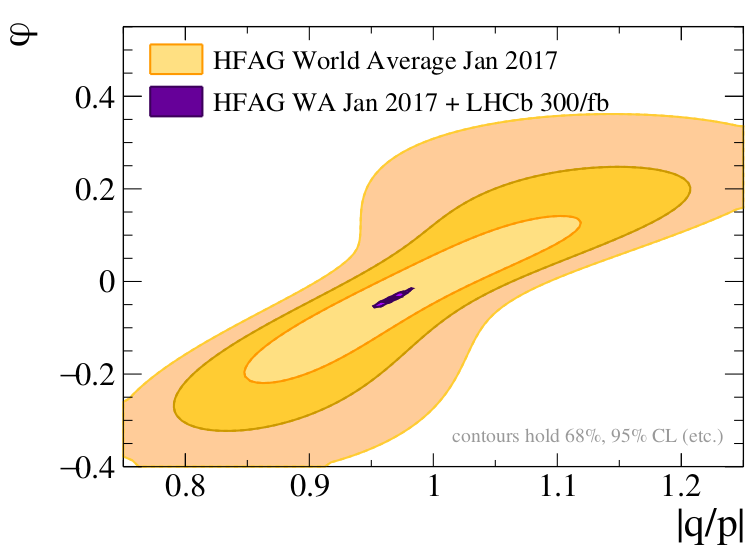 φ
HFAG World Average Jan 2017
HFAG WA Jan 2017 + LHCb 300/fb
0.4
0.2
0
−0.2
−0.4
contours hold 68%, 95% CL (etc.)
0.8 0.9 1 1.1 1.2
|q/p|